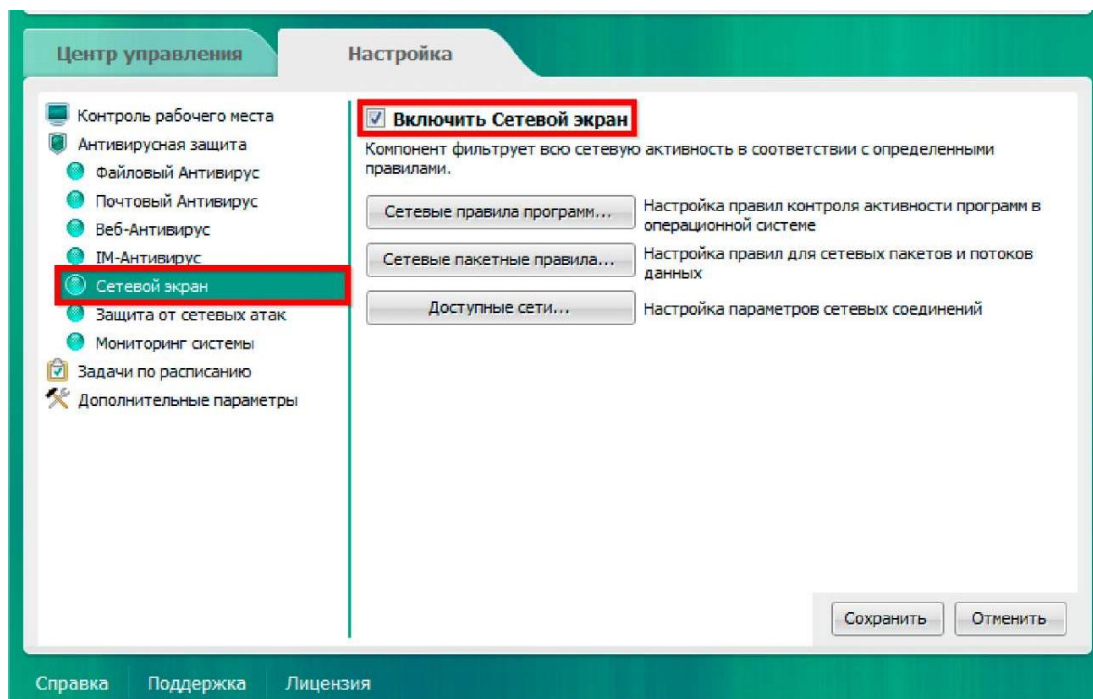 Центр управления
Настройка
Контроль рабочего места
Антивирусная защита
Файловый Антивирус
Почтовый Антивирус
Веб-Антивирус
IM-Антивирус
Сетевой экран
Защита от сетевых атак
Мониторинг системы
Задачи по расписанию
Дополнительные параметры
Включить Сетевой экран
Компонент фильтрует всю сетевую активность в соответствии с определенными
правилами.
Сетевые правила программ...
Настройка правил контроля активности программ в
операционной системе
Сетевые пакетные правила...
Настройка правил для сетевых пакетов и потоков
данных
Доступные сети...
Настройка параметров сетевых соединений
Сохранить
Отменить
Справка
Поддержка
Лицензия